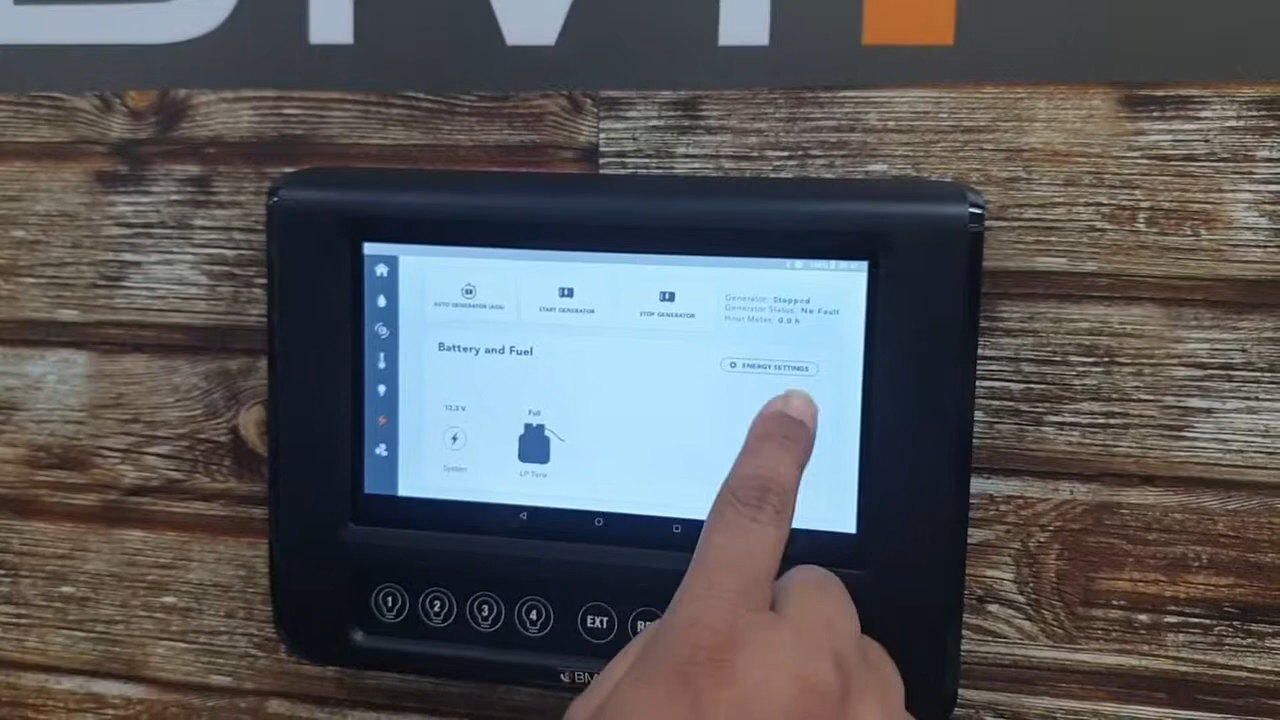 AUTO GENERATOR (AGS)
START GENERATOR
STOP GENERATOR
Generator: Stopped
Generator Status: No Fault
Hour Meter: 0.0 h
Battery and Fuel
ENERGY SETTINGS
12.3 V
Full
System
LP Tank
1
2
3
4
EXT